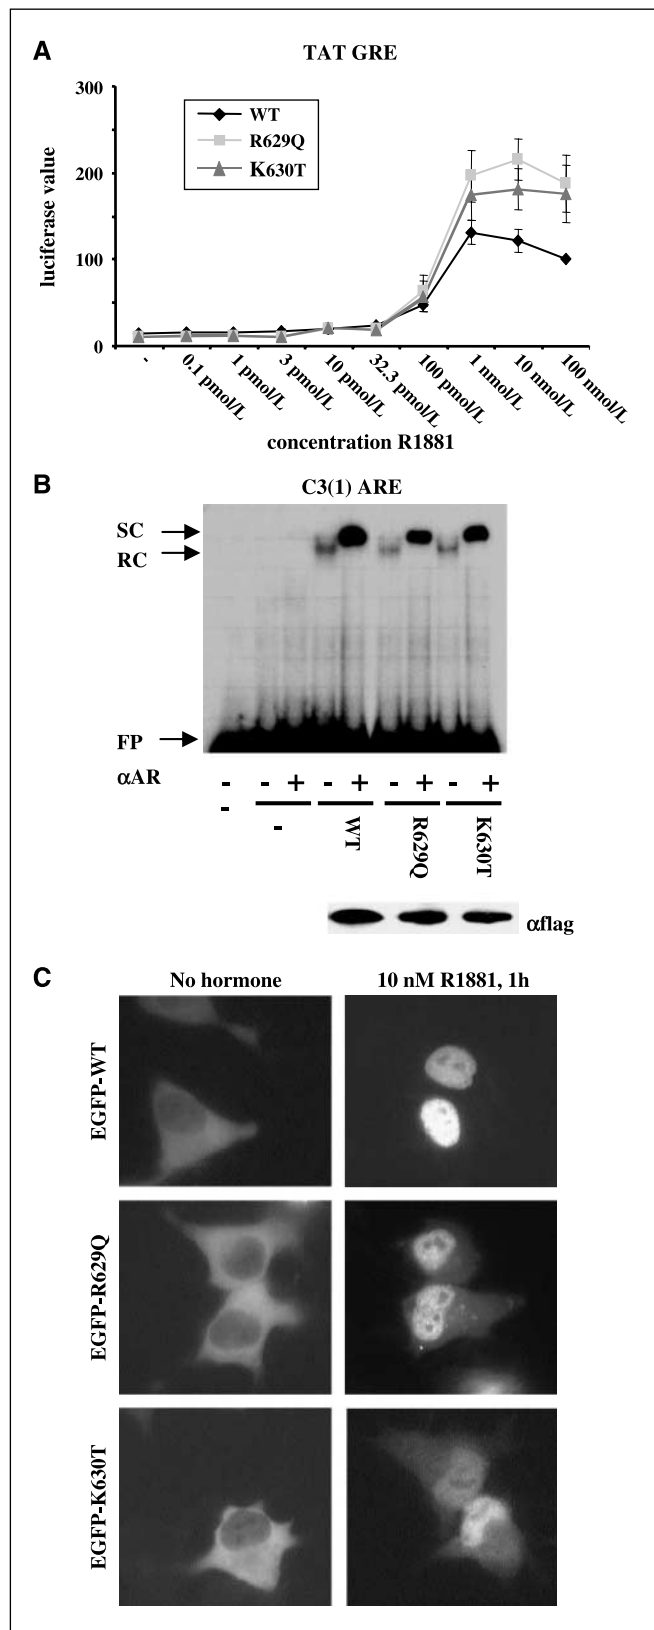 A
TAT GRE
300
200
100
0
luciferase value
WT
R629Q
K630T
-
0.1 pmol/L
1 pmol/L
3 pmol/L
10 pmol/L
32.3 pmol/L
100 pmol/L
1 nmol/L
10 nmol/L
100 nmol/L
concentration R1881
B
C3(1) ARE
SC
RC
FP
αAR - - + - + - + - +
- - WT R629Q K630T
αflag
C
No hormone 10 nM R1881, 1h
EGFP-WT
EGFP-R629Q
EGFP-K630T